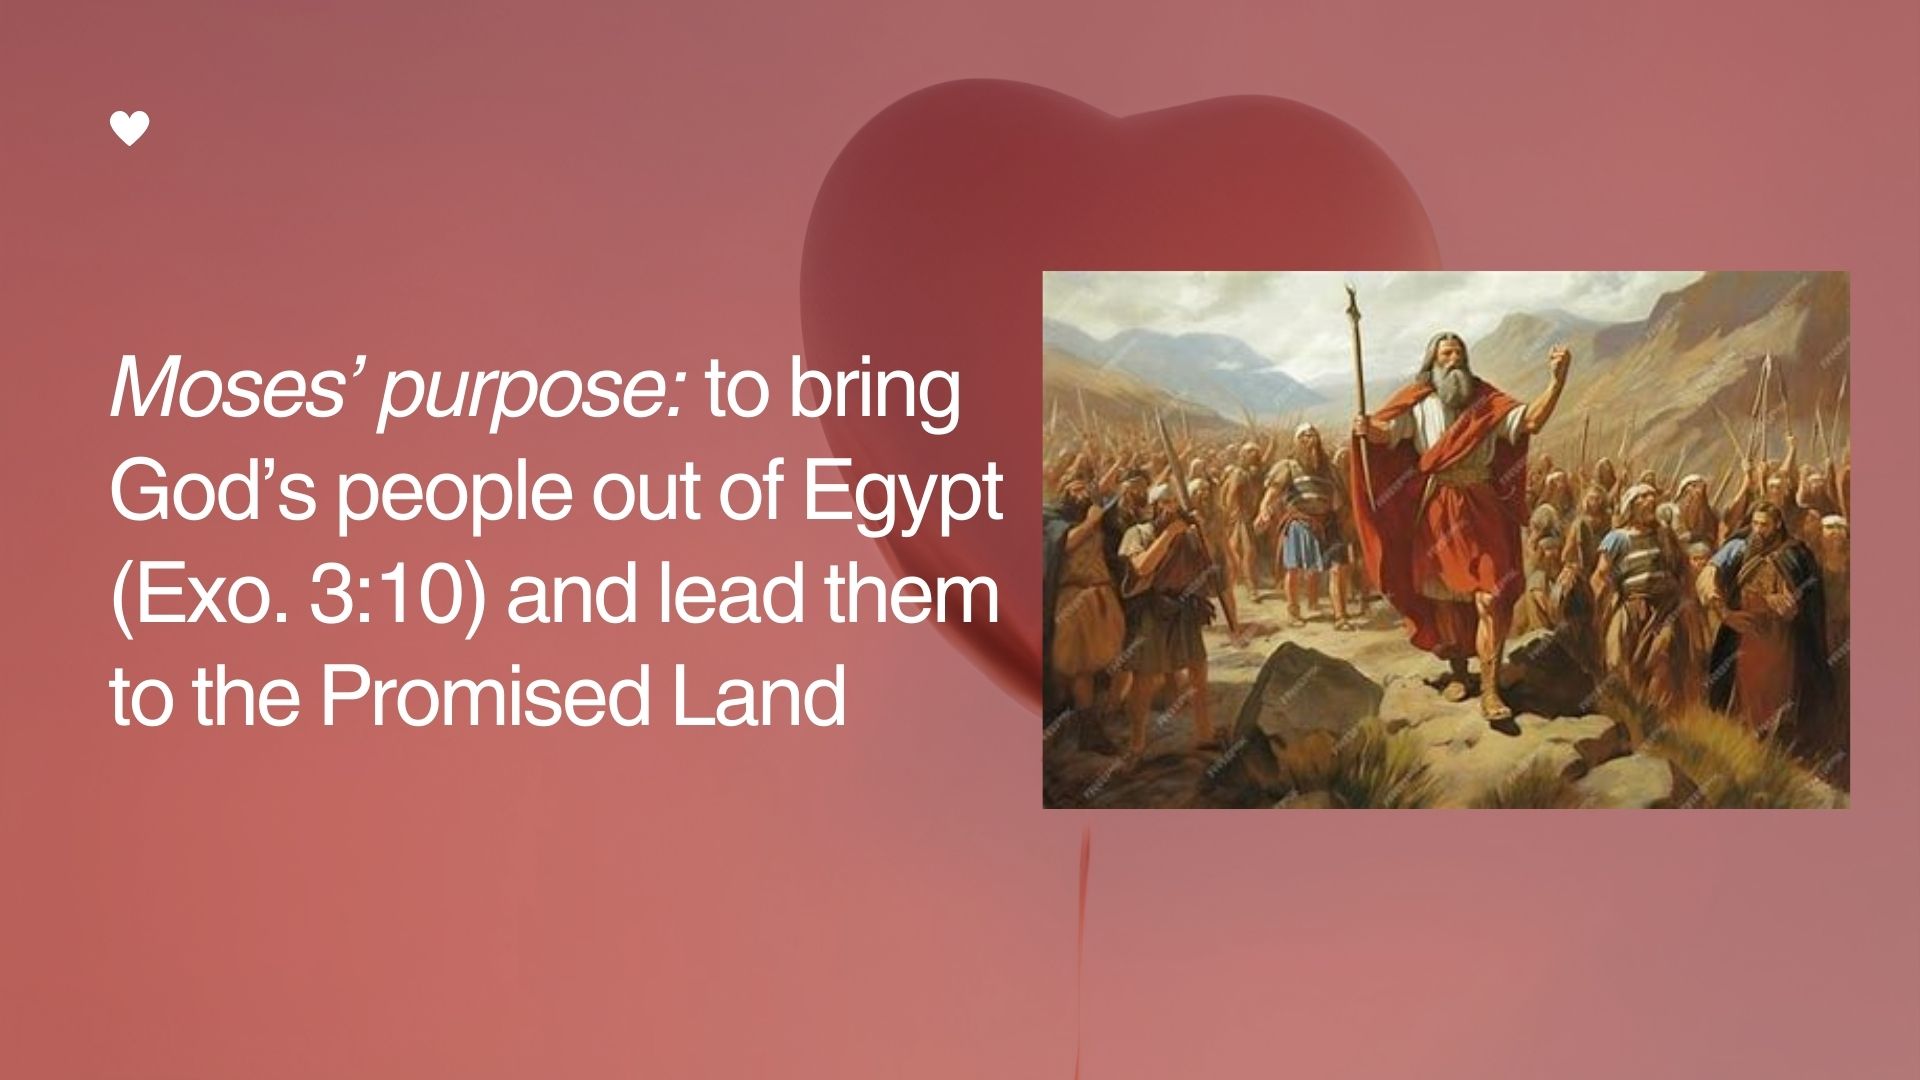 Moses’ purpose: to bring
God’s people out of Egypt
(Exo. 3:10) and lead them
to the Promised Land